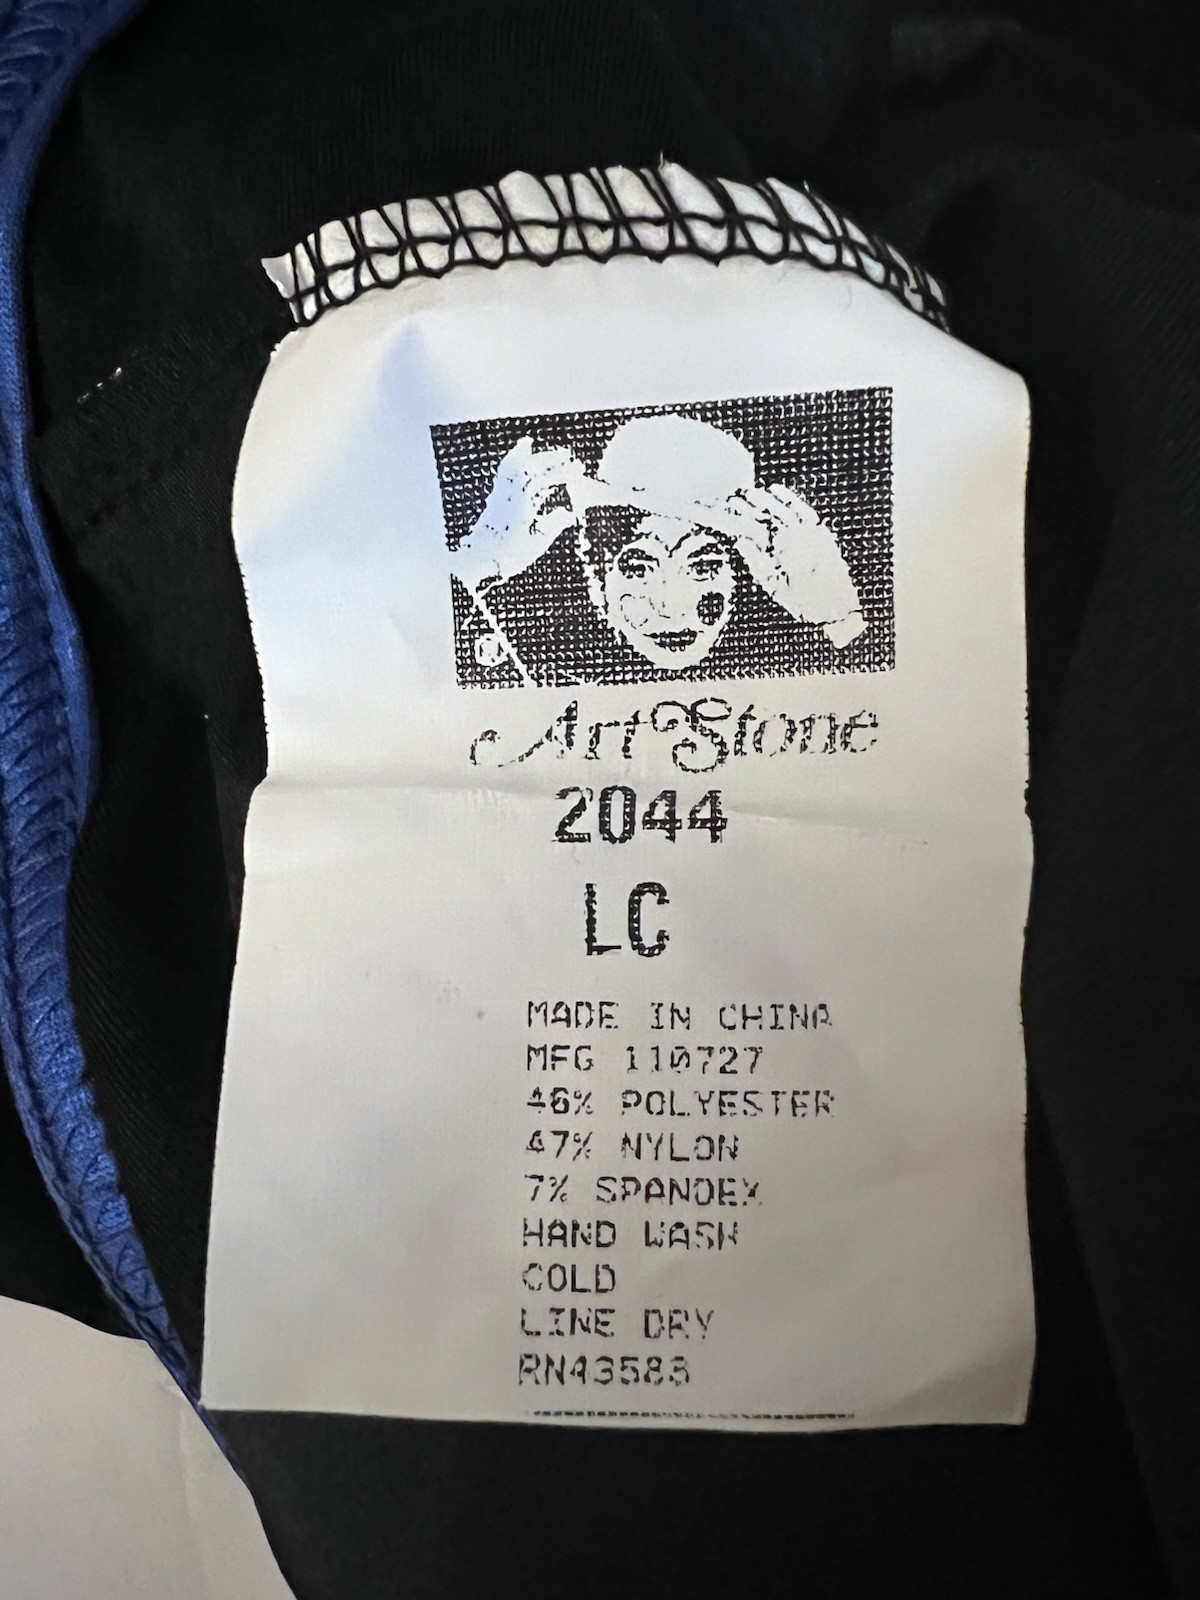 ArtStone
2044
LC
MADE IN CHINA
MFG 110727
46% POLYESTER
47% NYLON
7% SPANDEX
HAND WASH
COLD
LINE DRY
RN43583